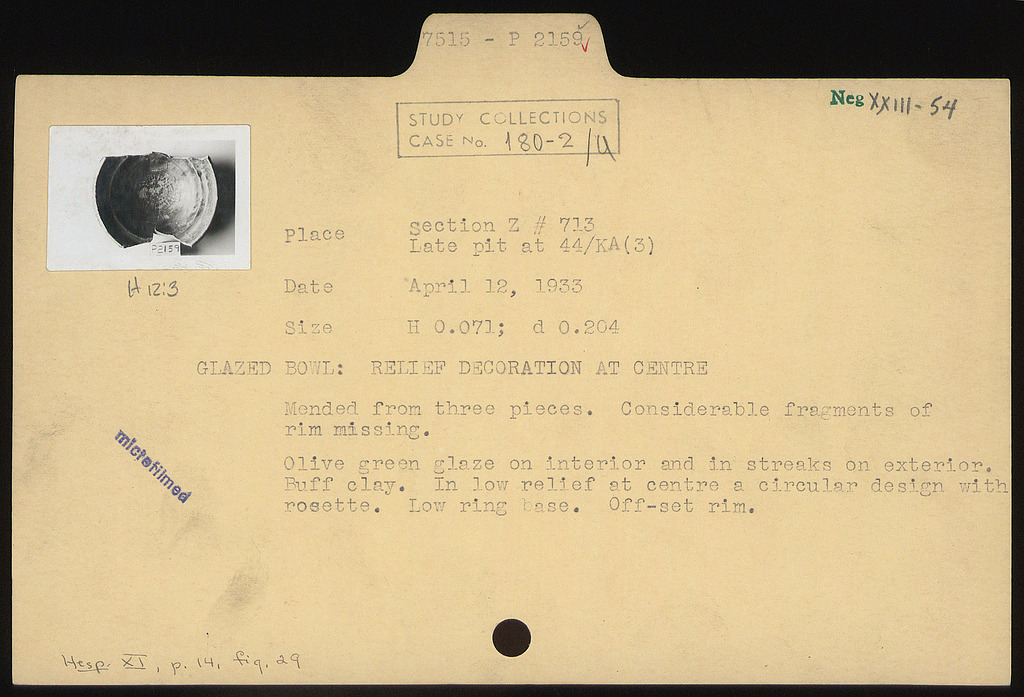 7515 - P 2159
Neg XXIII-54
STUDY COLLECTIONS
CASE No. 180-2/
P2159
H 12:3
Place Section Z # 713
Late pit at 44/KA(3)
Date April 12, 1933
Size H 0.071; d 0.204
GLAZED BOWL: RELIEF DECORATION AT CENTRE
Mended from three pieces. Considerable fragments of
rim missing.
Olive green glaze on interior and in streaks on exterior.
Buff clay. In low relief at centre a circular design with
rosette. Low ring base. Off-set rim.
microfilmed
Hesp. XI, p. 14, fig. 29